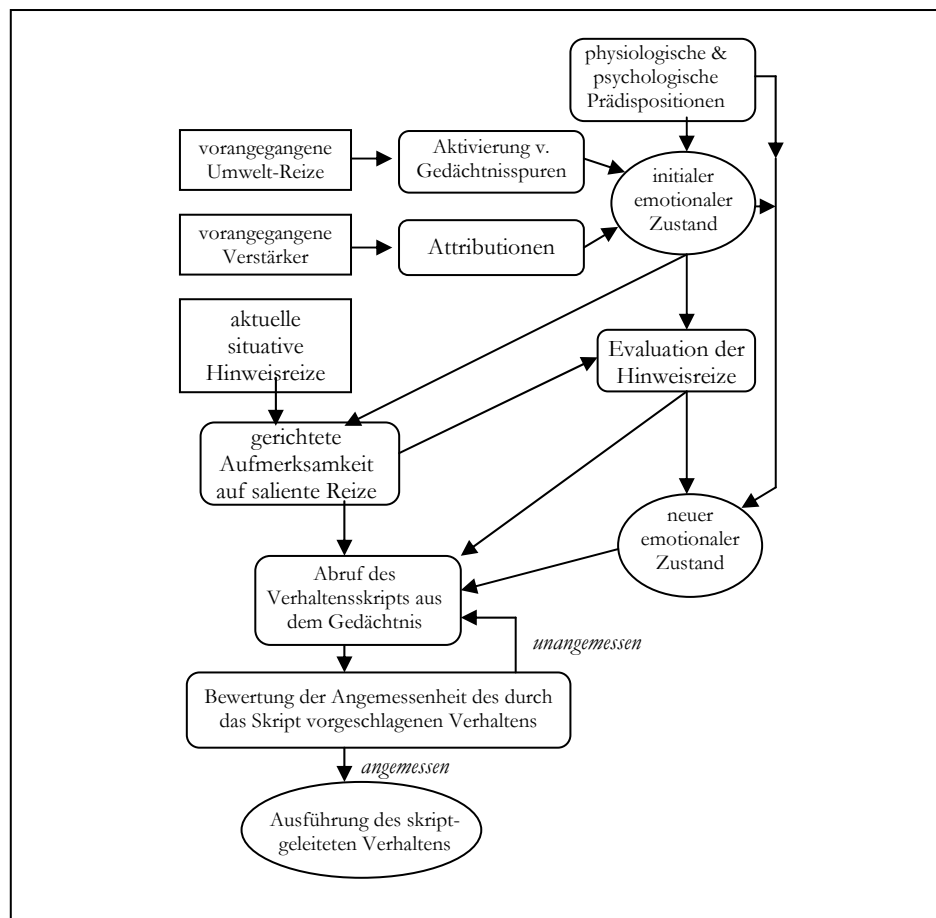 physiologische &
psychologische
Prädispositionen
vorangegangene
Umwelt-Reize
Aktivierung v.
Gedächtnisspuren
initialer
emotionaler
Zustand
vorangegangene
Verstärker
Attributionen
aktuelle
situative
Hinweisreize
Evaluation der
Hinweisreize
gerichtete
Aufmerksamkeit
auf saliente Reize
neuer
emotionaler
Zustand
Abruf des
Verhaltensskripts aus
dem Gedächtnis
unangemessen
Bewertung der Angemessenheit des durch
das Skript vorgeschlagenen Verhaltens
angemessen
Ausführung des skript-
geleiteten Verhaltens